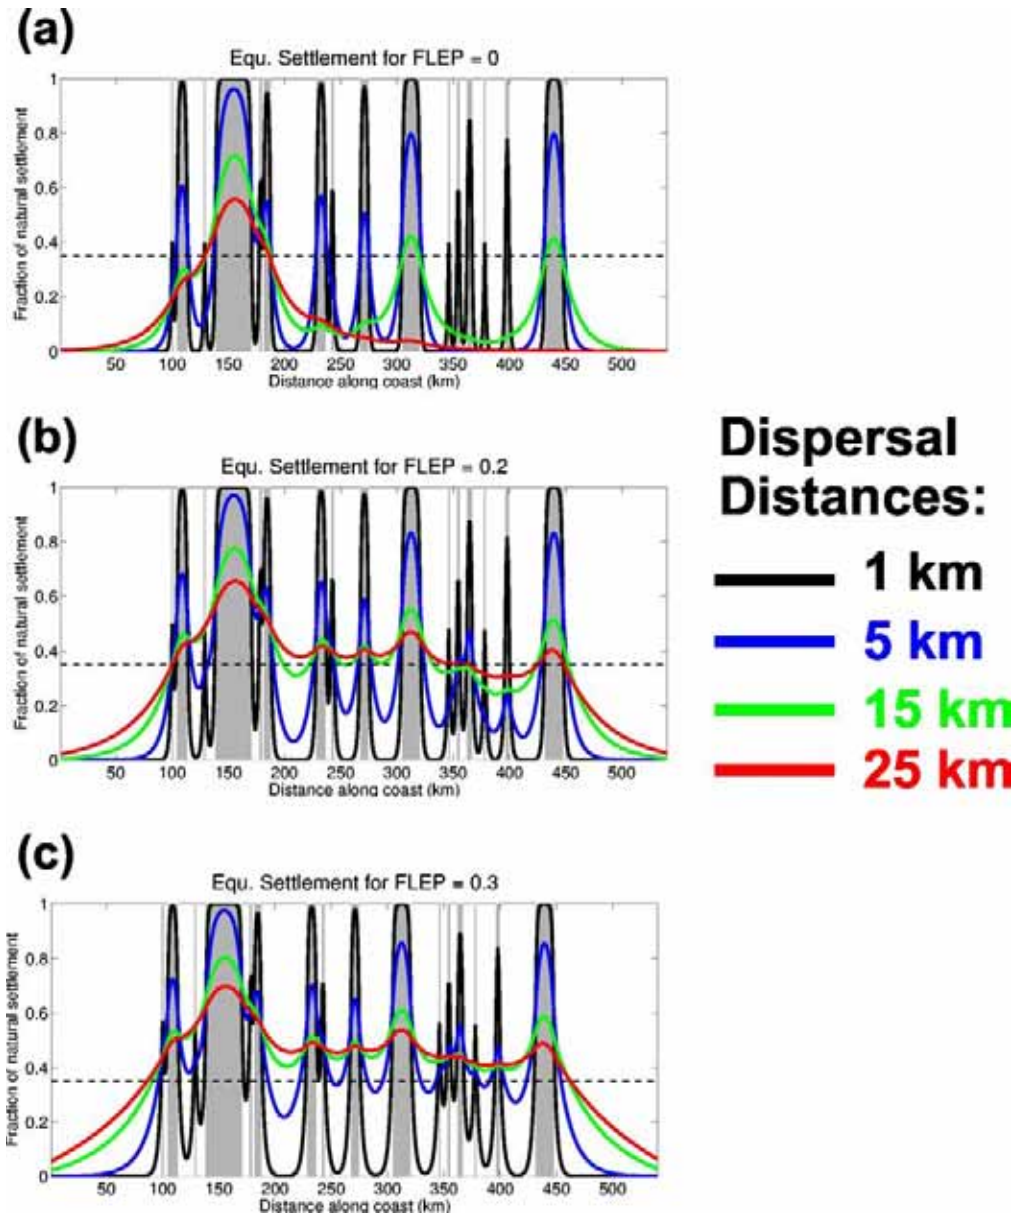 (a)
Equ. Settlement for FLEP = 0
Fraction of natural settlement
1
0.8
0.6
0.4
0.2
0
50 100 150 200 250 300 350 400 450 500
Distance along coast (km)
(b)
Equ. Settlement for FLEP = 0.2
Fraction of natural settlement
1
0.8
0.6
0.4
0.2
0
50 100 150 200 250 300 350 400 450 500
Distance along coast (km)
Dispersal
Distances:
1 km
5 km
15 km
25 km
(c)
Equ. Settlement for FLEP = 0.3
Fraction of natural settlement
1
0.8
0.6
0.4
0.2
0
50 100 150 200 250 300 350 400 450 500
Distance along coast (km)